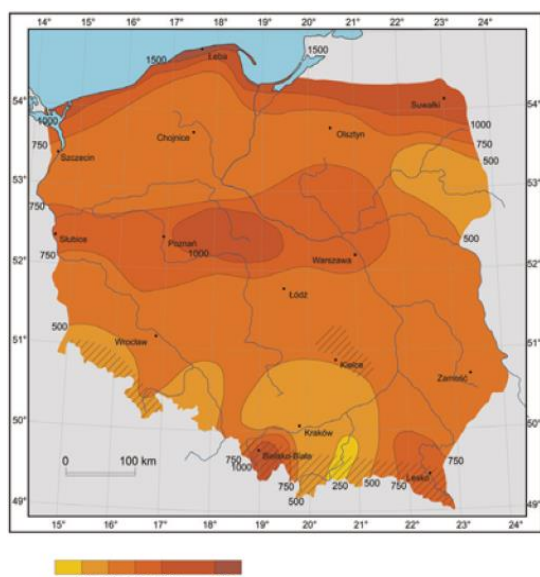 14° 15° 16° 17° 18° 19° 20° 21° 22° 23° 24°
1500
Łeba
1500
54°
1000
750
Suwałki
54°
Chojnice
Olsztyn
1000
750
500
Szczecin
53°
53°
750
Słubice
Poznań
1000
500
750
Warszawa
52°
52°
Łódź
51°
500
Wrocław
Kielce
Zamość
51°
50°
Kraków
50°
0 100 km
750
1000
Bielsko-Biała
750
500
250
500
750
Lesko
750
49°
49°
15° 16° 17° 18° 19° 20° 21° 22° 23°